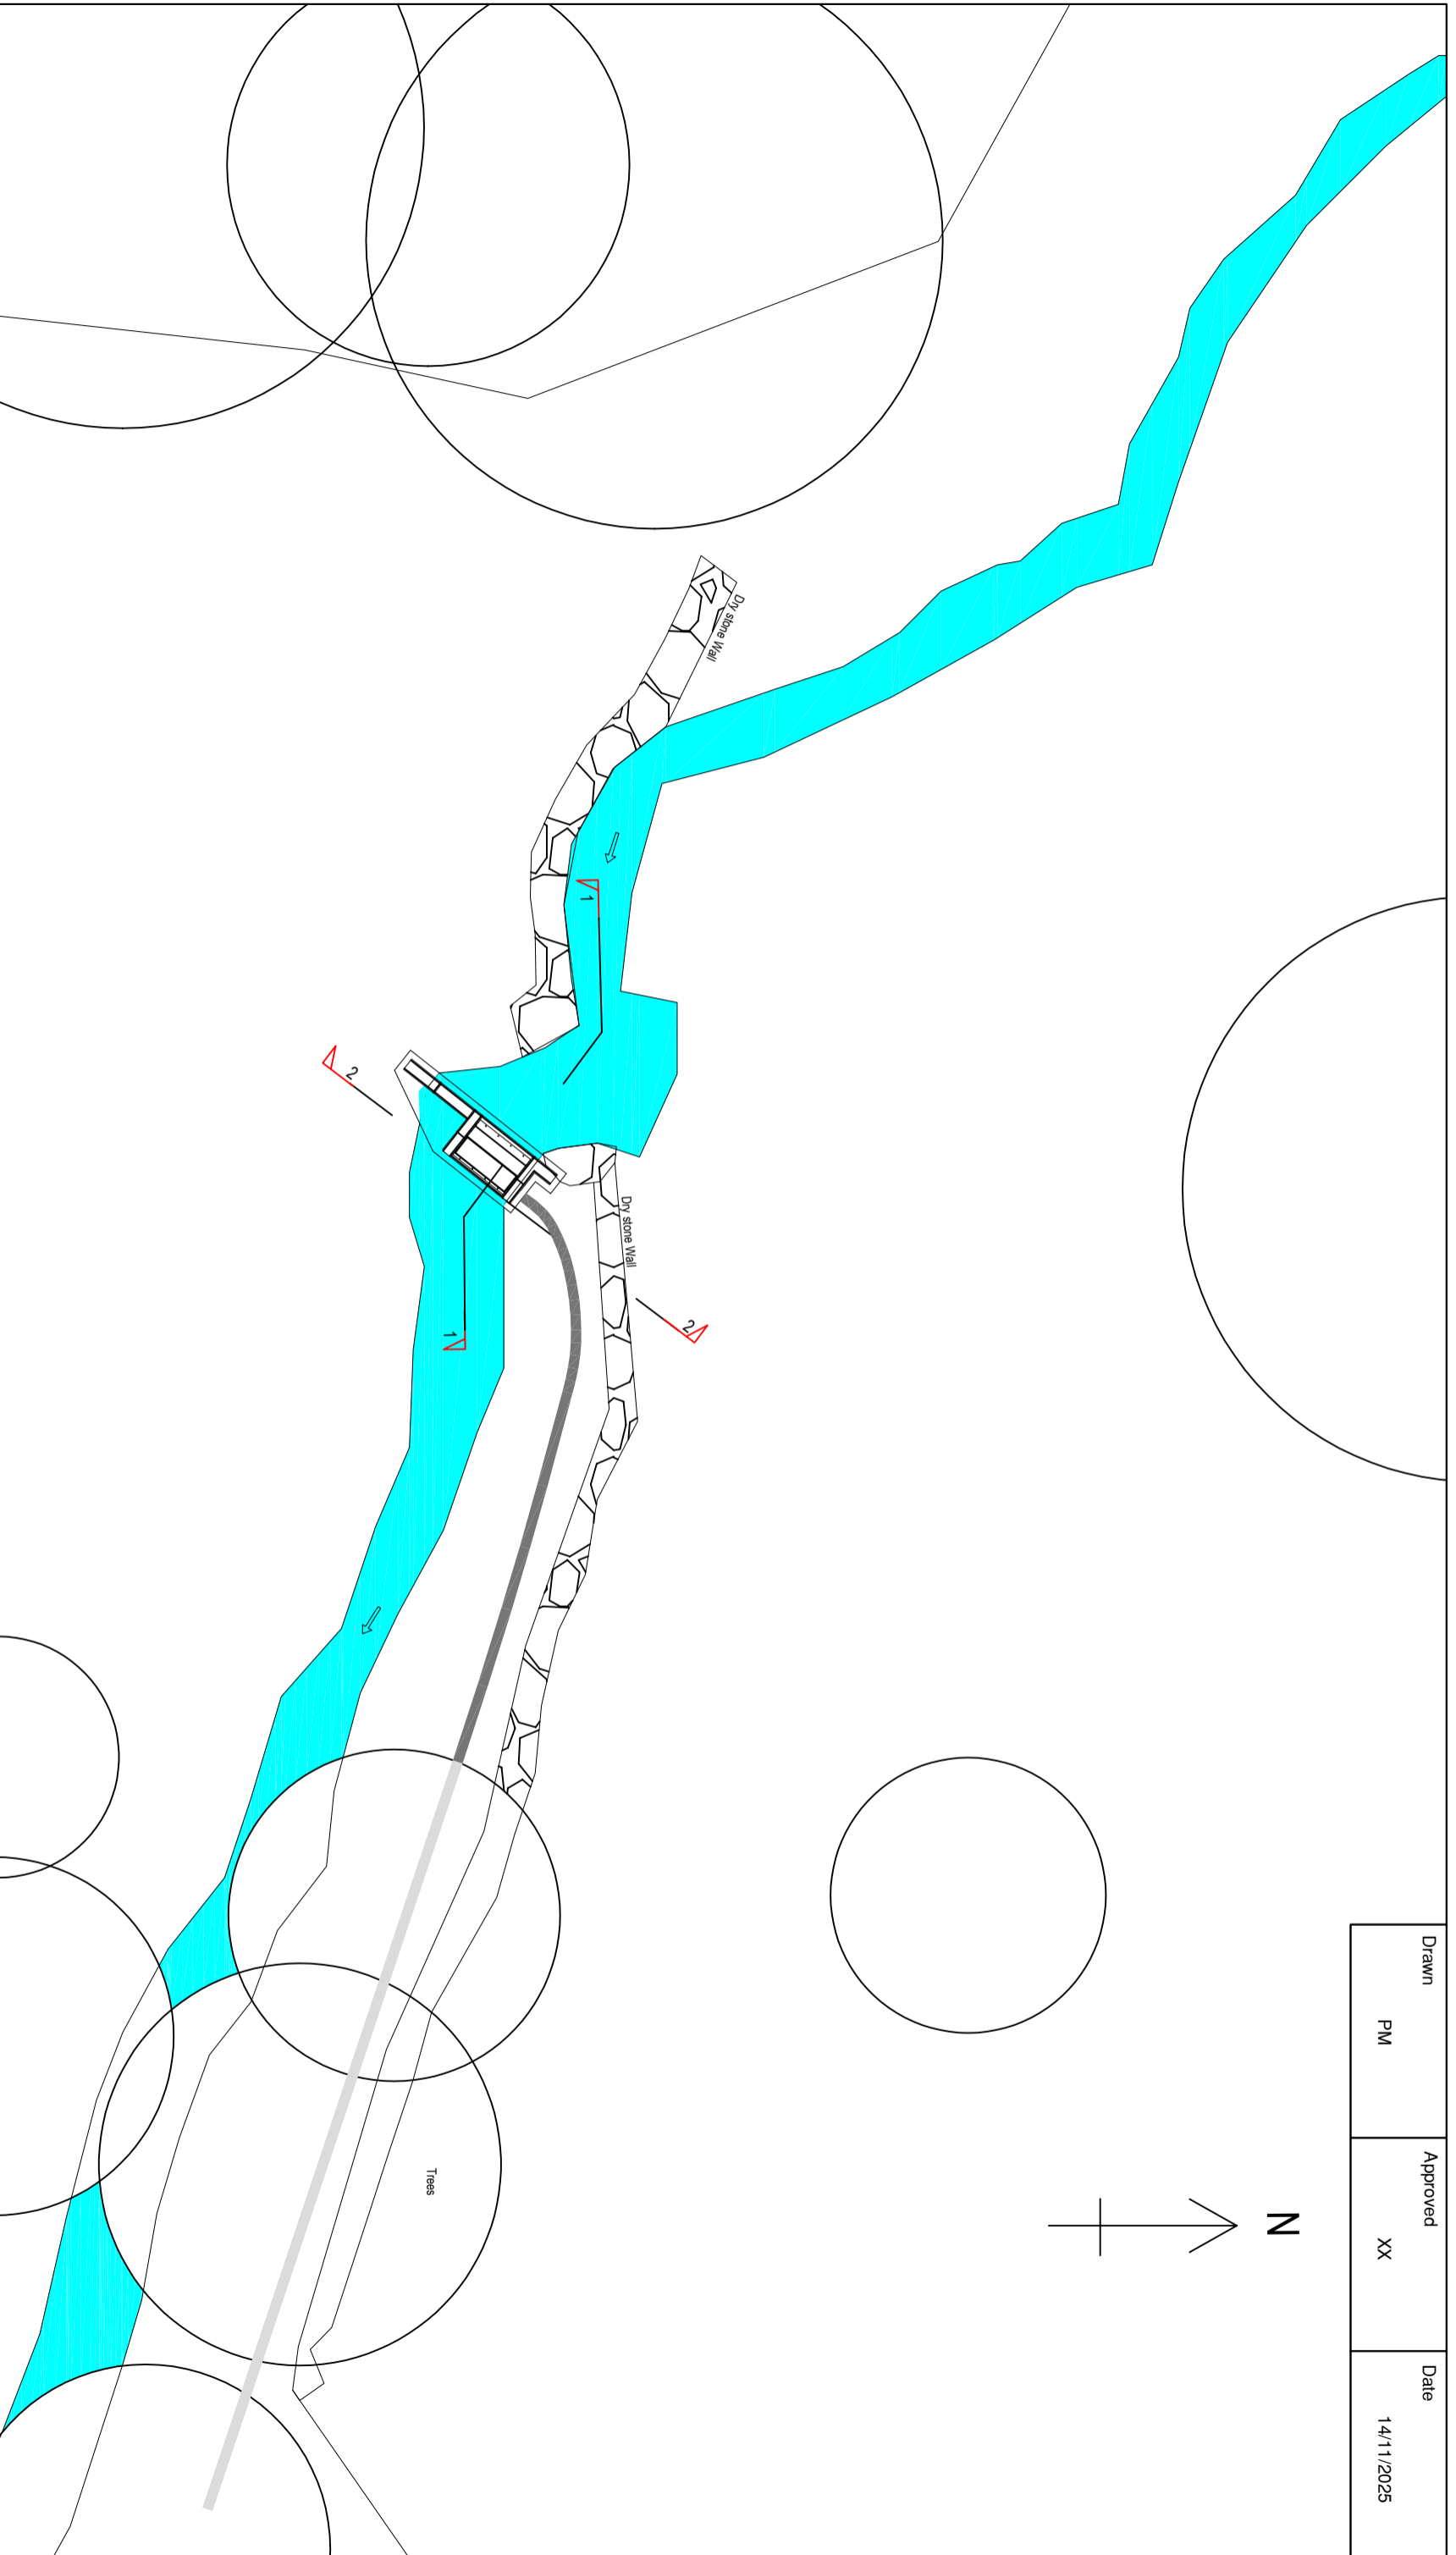 Drawn
PM
Approved
XX
Date
14/11/2025
N
Dry stone Wall
1
2
Dry stone Wall
2
1
Trees